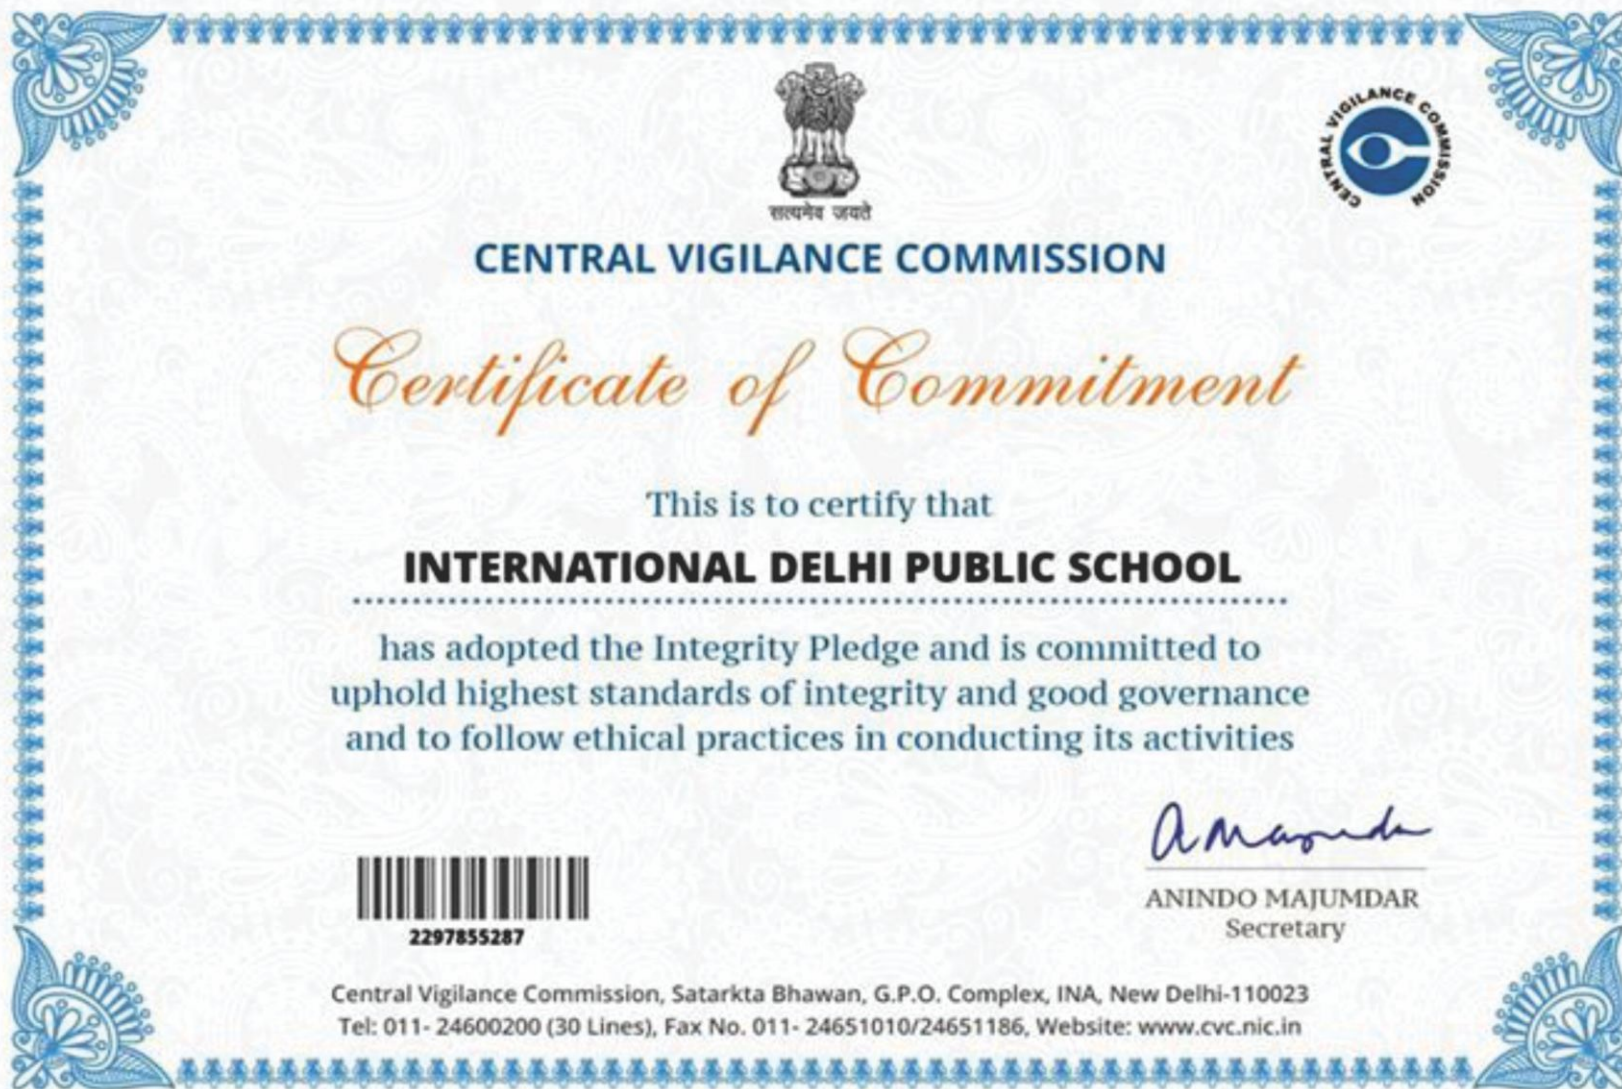 सत्यमेव जयते
CENTRAL VIGILANCE COMMISSION
CENTRAL VIGILANCE COMMISSION
Certificate of Commitment
This is to certify that
INTERNATIONAL DELHI PUBLIC SCHOOL
has adopted the Integrity Pledge and is committed to
uphold highest standards of integrity and good governance
and to follow ethical practices in conducting its activities
A Majumda
ANINDO MAJUMDAR
Secretary
2297855287
Central Vigilance Commission, Satarkta Bhawan, G.P.O. Complex, INA, New Delhi-110023
Tel: 011- 24600200 (30 Lines), Fax No. 011- 24651010/24651186, Website: www.cvc.nic.in